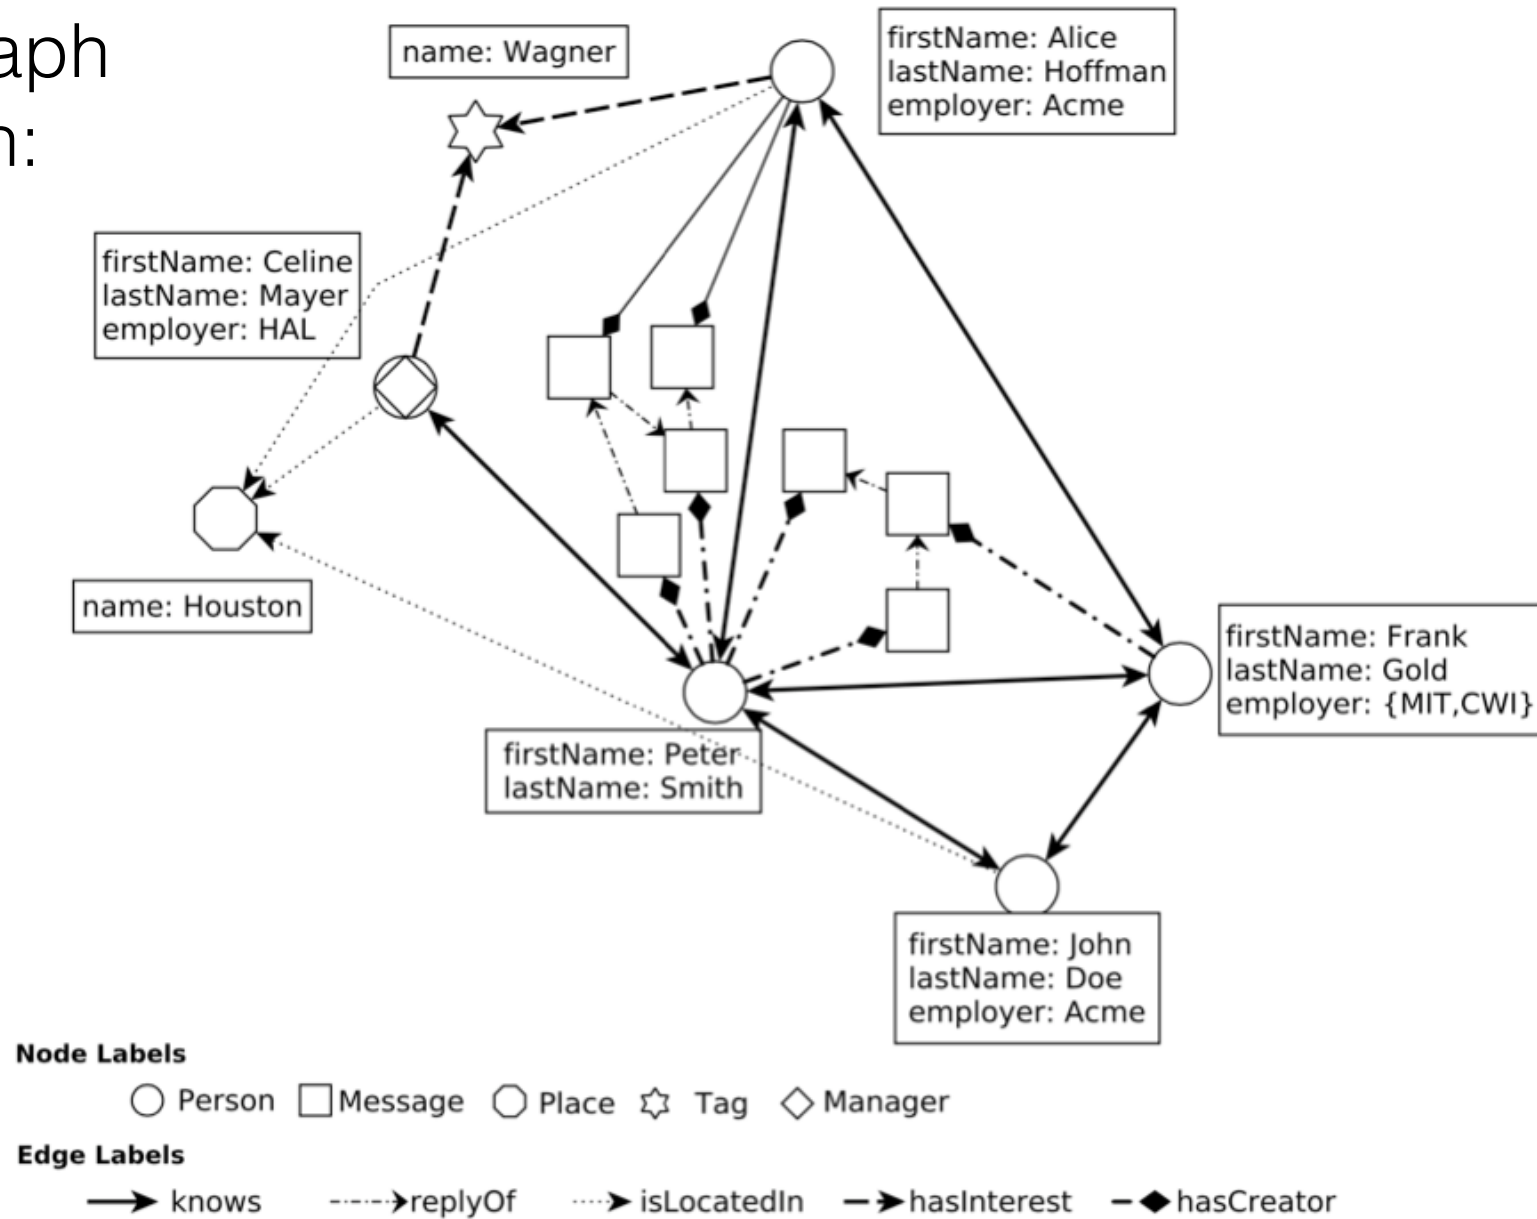 aph
n:
name: Wagner
firstName: Alice
lastName: Hoffman
employer: Acme
firstName: Celine
lastName: Mayer
employer: HAL
name: Houston
firstName: Frank
lastName: Gold
employer: {MIT,CWI}
firstName: Peter
lastName: Smith
firstName: John
lastName: Doe
employer: Acme
Node Labels
Person Message Place Tag Manager
Edge Labels
knows replyOf isLocatedIn hasInterest hasCreator